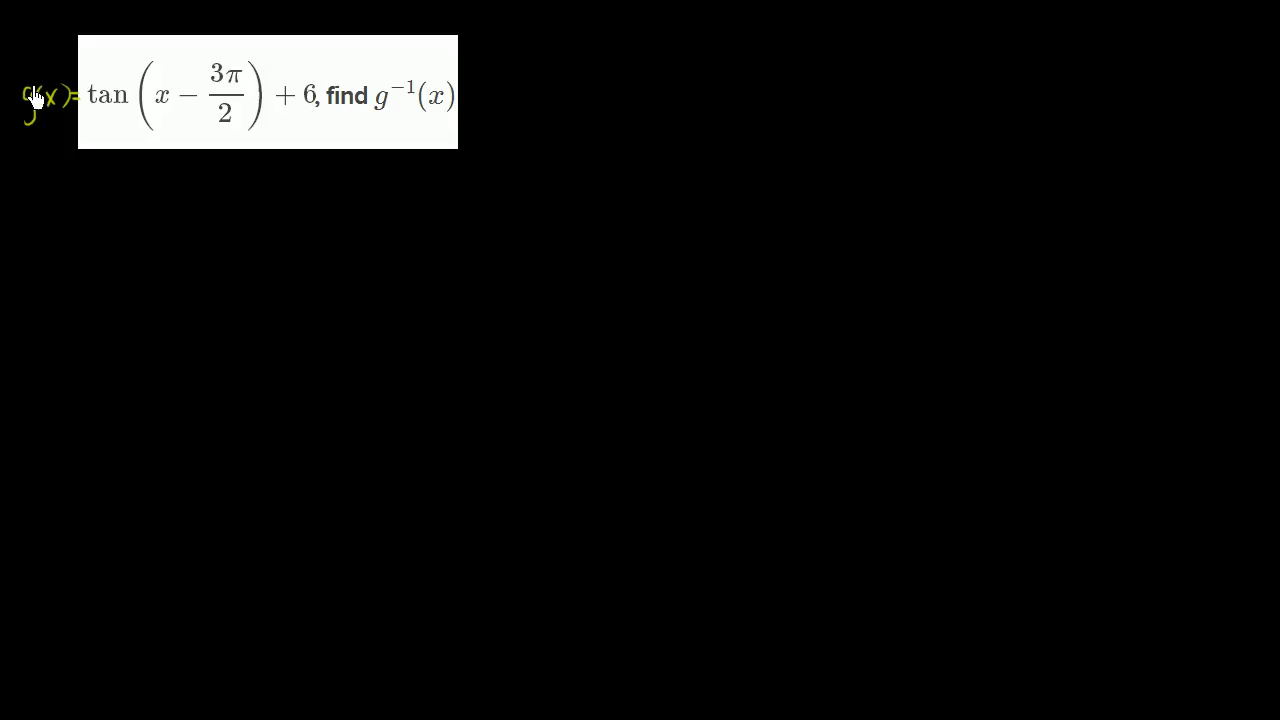 g(x) = tan(x − 3π/2) + 6, find g⁻¹(x)